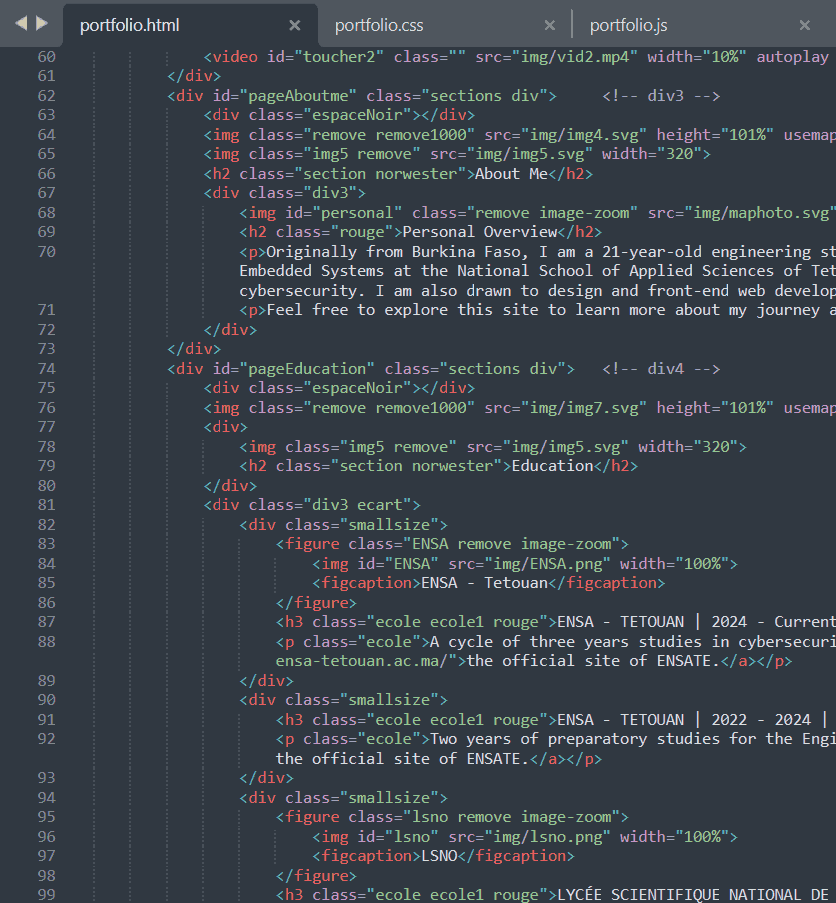 portfolio.html × portfolio.css × portfolio.js ×
60 <video id="toucher2" class="" src="img/vid2.mp4" width="10%" autoplay
61 </div>
62 <div id="pageAboutme" class="sections div"> <!-- div3 -->
63 <div class="espaceNoir"></div>
64 <img class="remove remove1000" src="img/img4.svg" height="101%" usemap
65 <img class="img5 remove" src="img/img5.svg" width="320">
66 <h2 class="section norwester">About Me</h2>
67 <div class="div3">
68 <img id="personal" class="remove image-zoom" src="img/maphoto.svg"
69 <h2 class="rouge">Personal Overview</h2>
70 <p>Originally from Burkina Faso, I am a 21-year-old engineering st
Embedded Systems at the National School of Applied Sciences of Tet
cybersecurity. I am also drawn to design and front-end web develop
71 <p>Feel free to explore this site to learn more about my journey a
72 </div>
73 </div>
74 <div id="pageEducation" class="sections div"> <!-- div4 -->
75 <div class="espaceNoir"></div>
76 <img class="remove remove1000" src="img/img7.svg" height="101%" usemap
77 <div>
78 <img class="img5 remove" src="img/img5.svg" width="320">
79 <h2 class="section norwester">Education</h2>
80 </div>
81 <div class="div3 ecart">
82 <div class="smallsize">
83 <figure class="ENSA remove image-zoom">
84 <img id="ENSA" src="img/ENSA.png" width="100%">
85 <figcaption>ENSA - Tetouan</figcaption>
86 </figure>
87 <h3 class="ecole ecole1 rouge">ENSA - TETOUAN | 2024 - Current
88 <p class="ecole">A cycle of three years studies in cybersecuri
ensa-tetouan.ac.ma/">the official site of ENSATE.</a></p>
89 </div>
90 <div class="smallsize">
91 <h3 class="ecole ecole1 rouge">ENSA - TETOUAN | 2022 - 2024 |
92 <p class="ecole">Two years of preparatory studies for the Engi
the official site of ENSATE.</a></p>
93 </div>
94 <div class="smallsize">
95 <figure class="lsno remove image-zoom">
96 <img id="lsno" src="img/lsno.png" width="100%">
97 <figcaption>LSNO</figcaption>
98 </figure>
99 <h3 class="ecole ecole1 rouge">LYCÉE SCIENTIFIQUE NATIONAL DE